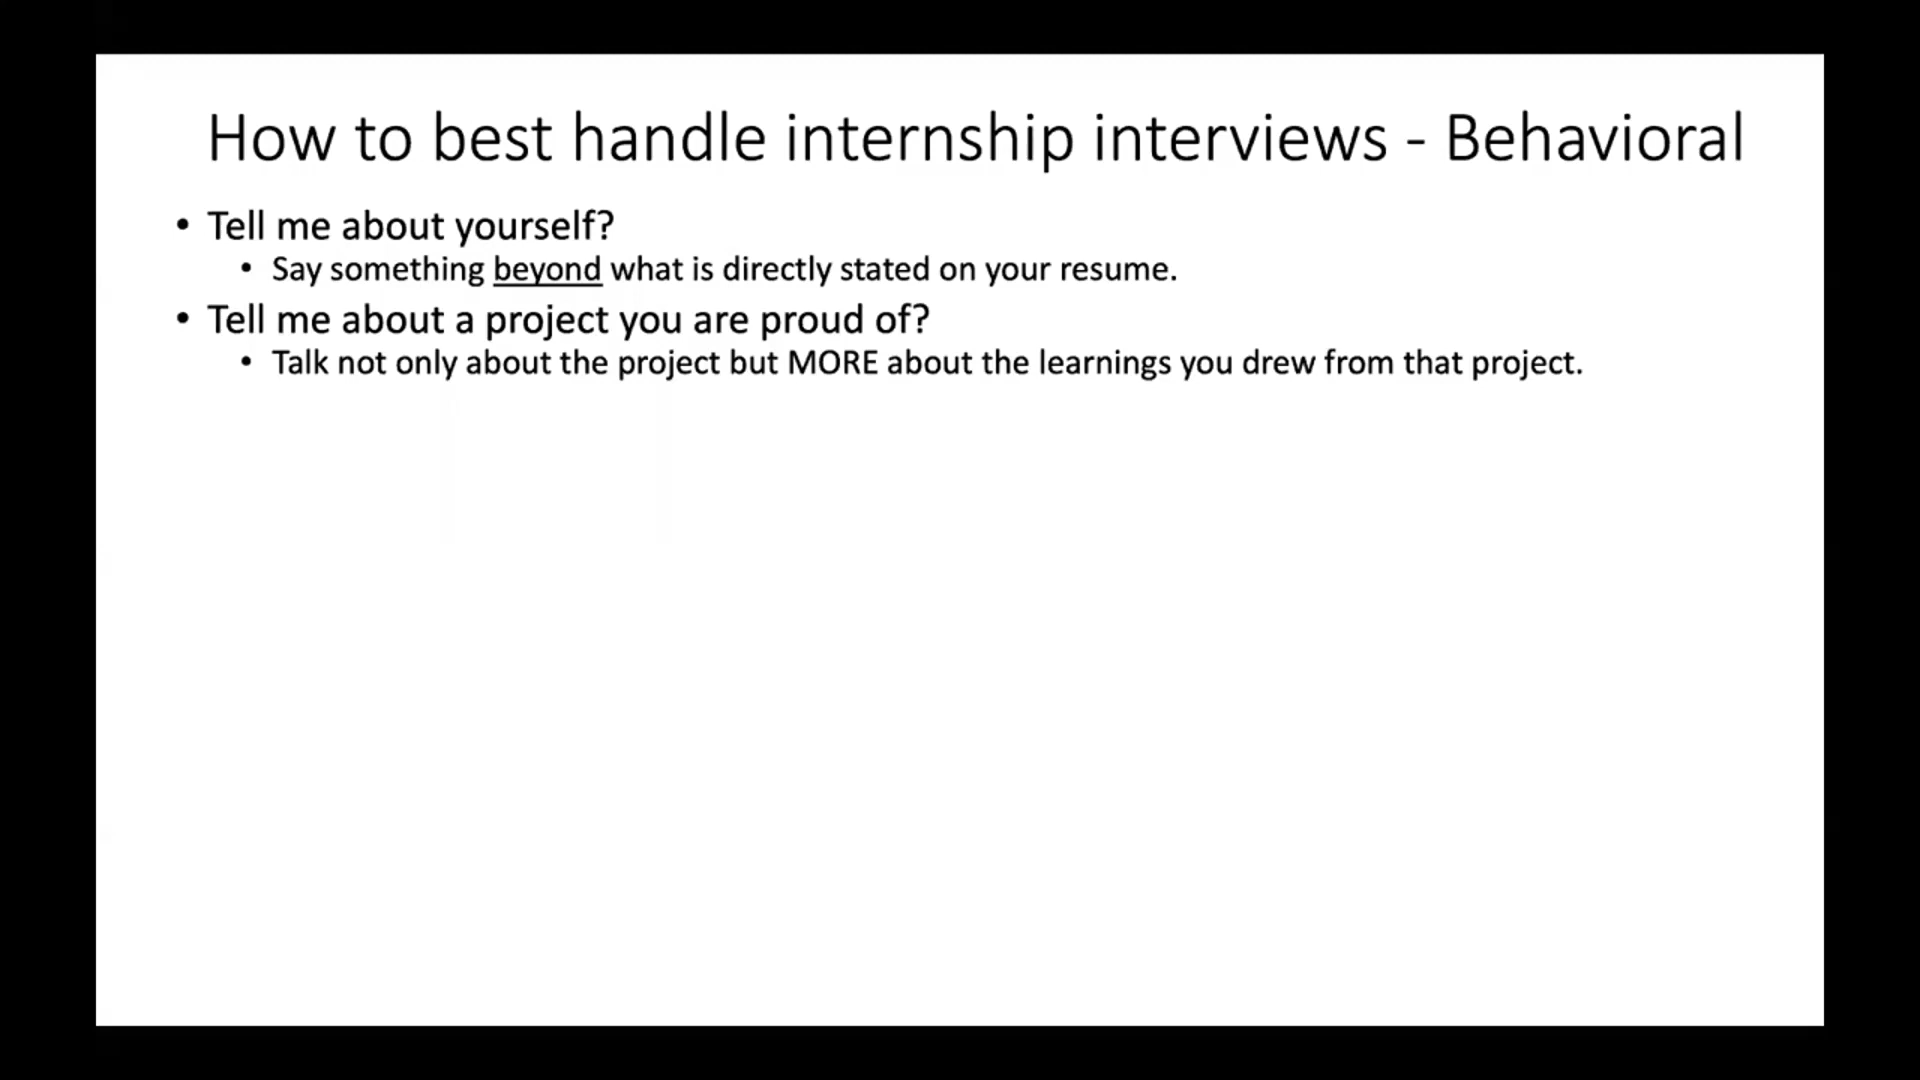 How to best handle internship interviews - Behavioral
• Tell me about yourself?
• Say something beyond what is directly stated on your resume.
• Tell me about a project you are proud of?
• Talk not only about the project but MORE about the learnings you drew from that project.